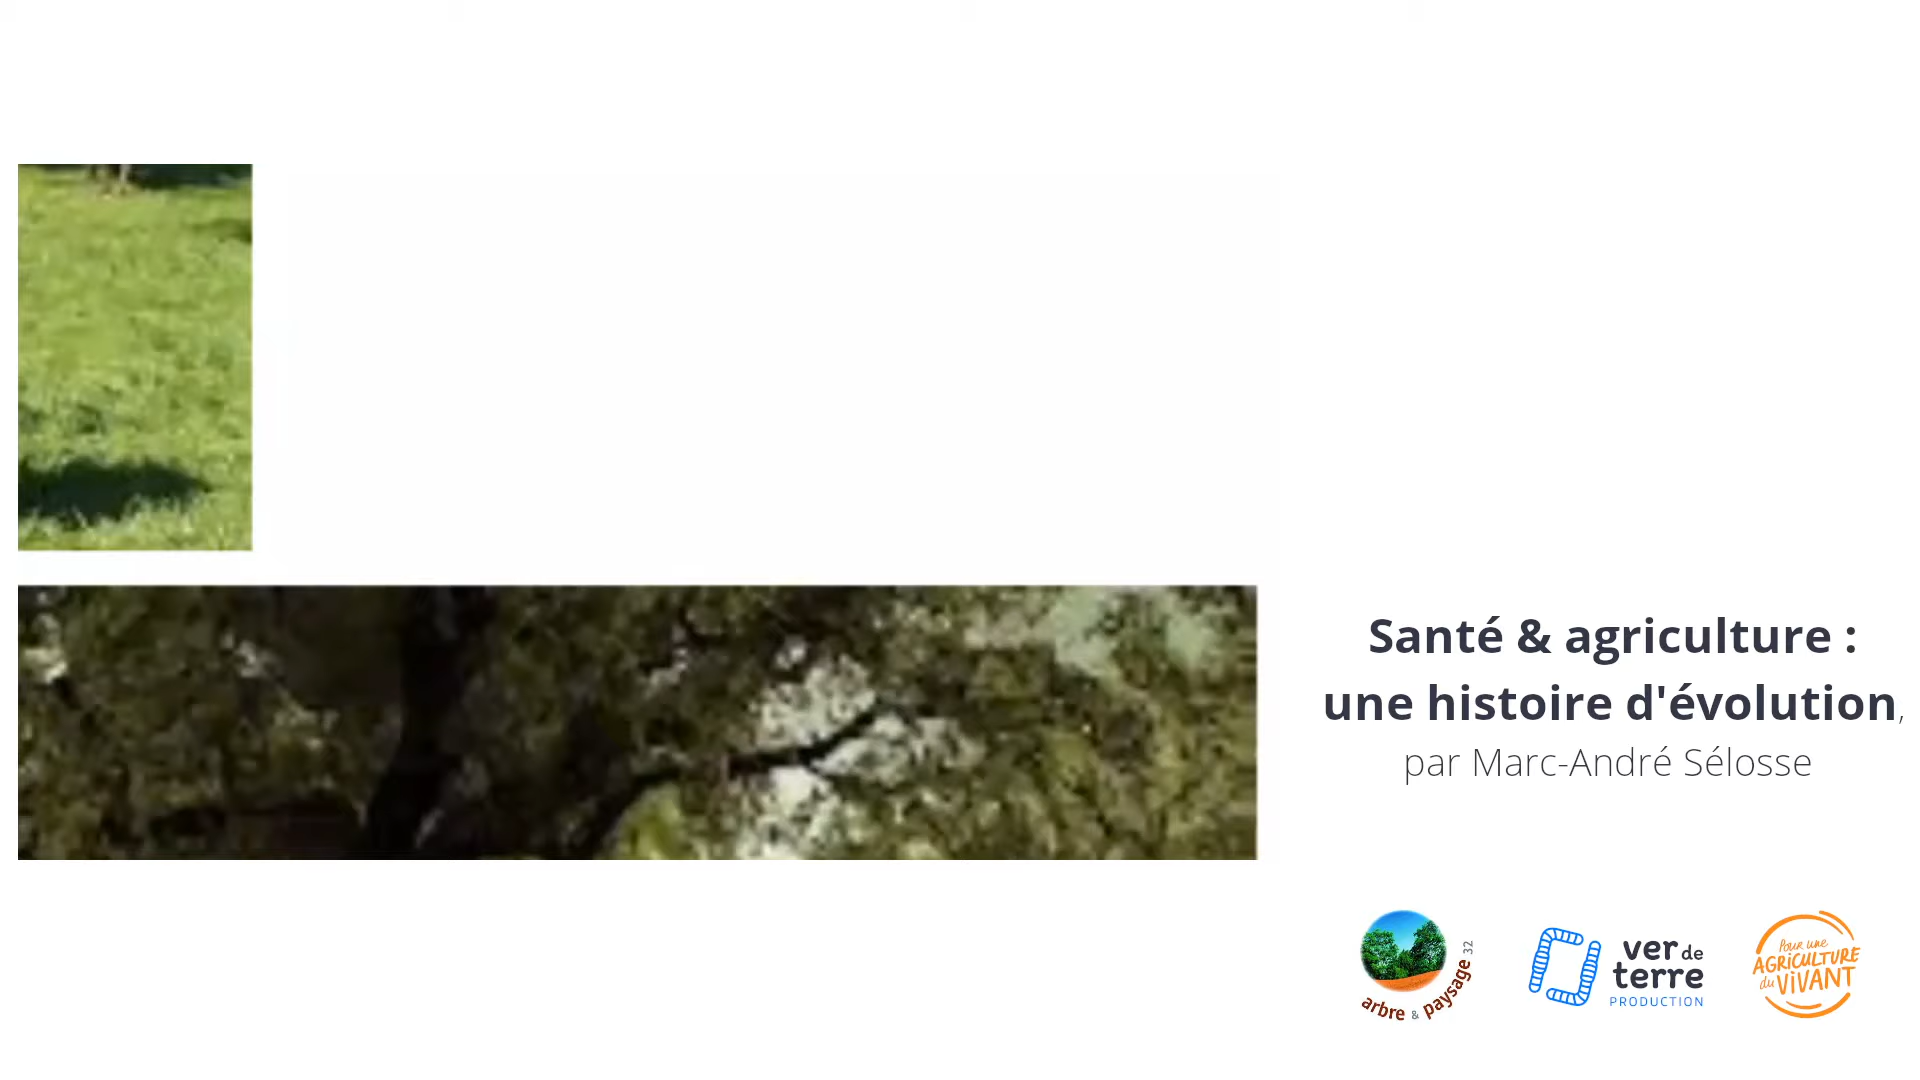 Santé & agriculture :
une histoire d'évolution,
par Marc-André Sélosse
arbre & paysage 32
ver de
terre
PRODUCTION
Pour une
AGRICULTURE
du VIVANT